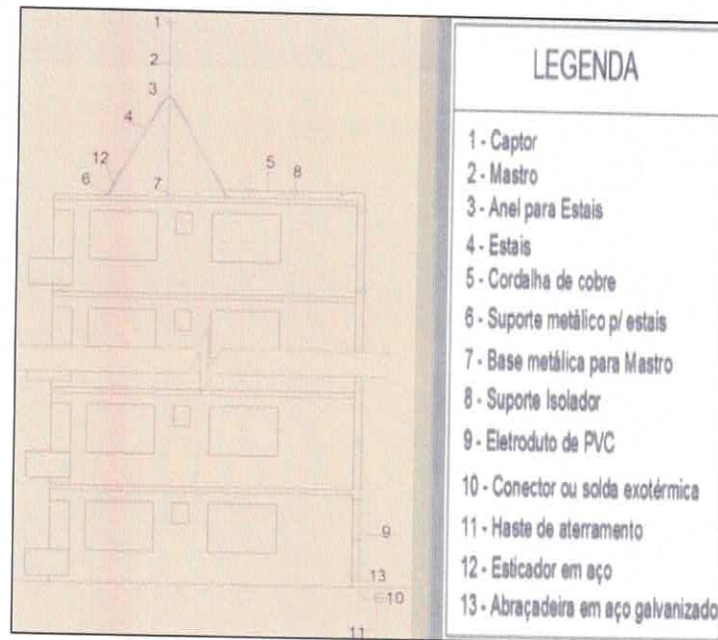 1
2
3
4
12
6
7
5
8
9
13
10
11
LEGENDA
1 - Captor
2 - Mastro
3 - Anel para Estais
4 - Estais
5 - Cordalha de cobre
6 - Suporte metálico p/ estais
7 - Base metálica para Mastro
8 - Suporte Isolador
9 - Eletroduto de PVC
10 - Conector ou solda exotérmica
11 - Haste de aterramento
12 - Esticador em aço
13 - Abraçadeira em aço galvanizado